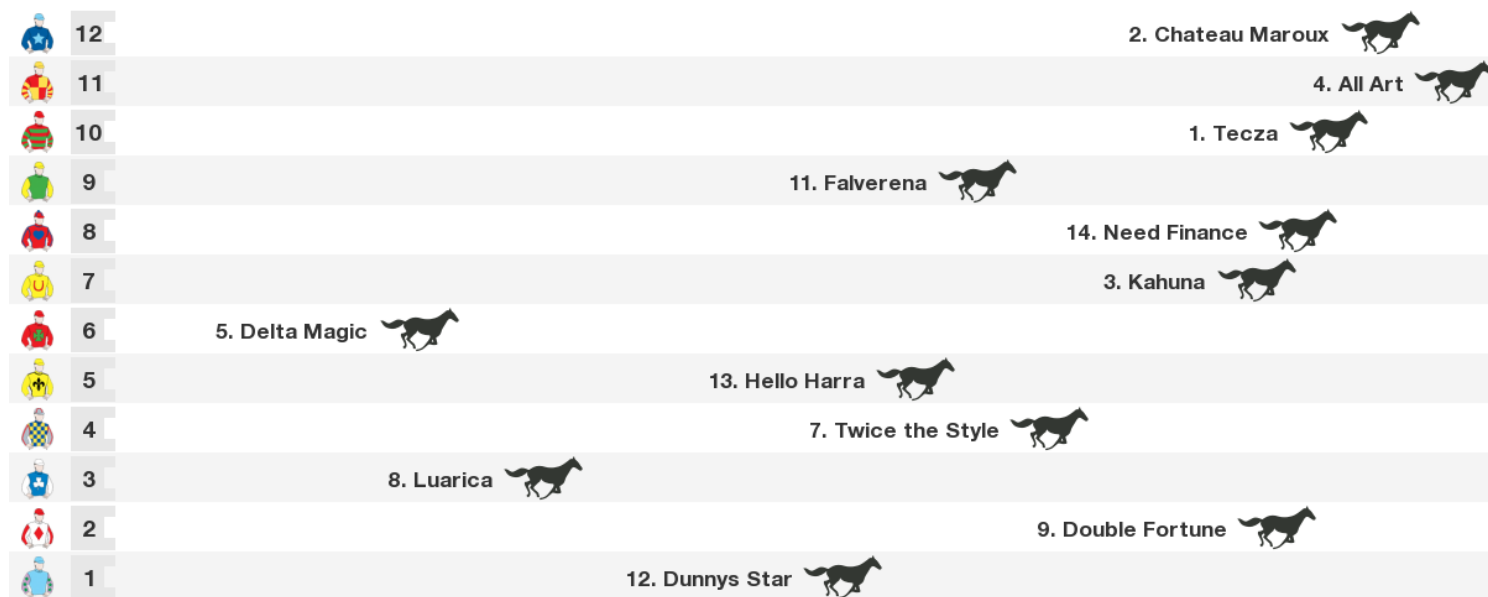 12 2. Chateau Maroux
11 4. All Art
10 1. Tecza
9 11. Falverena
8 14. Need Finance
7 3. Kahuna
6 5. Delta Magic
5 13. Hello Harra
4 7. Twice the Style
3 8. Luarica
2 9. Double Fortune
1 12. Dunnys Star